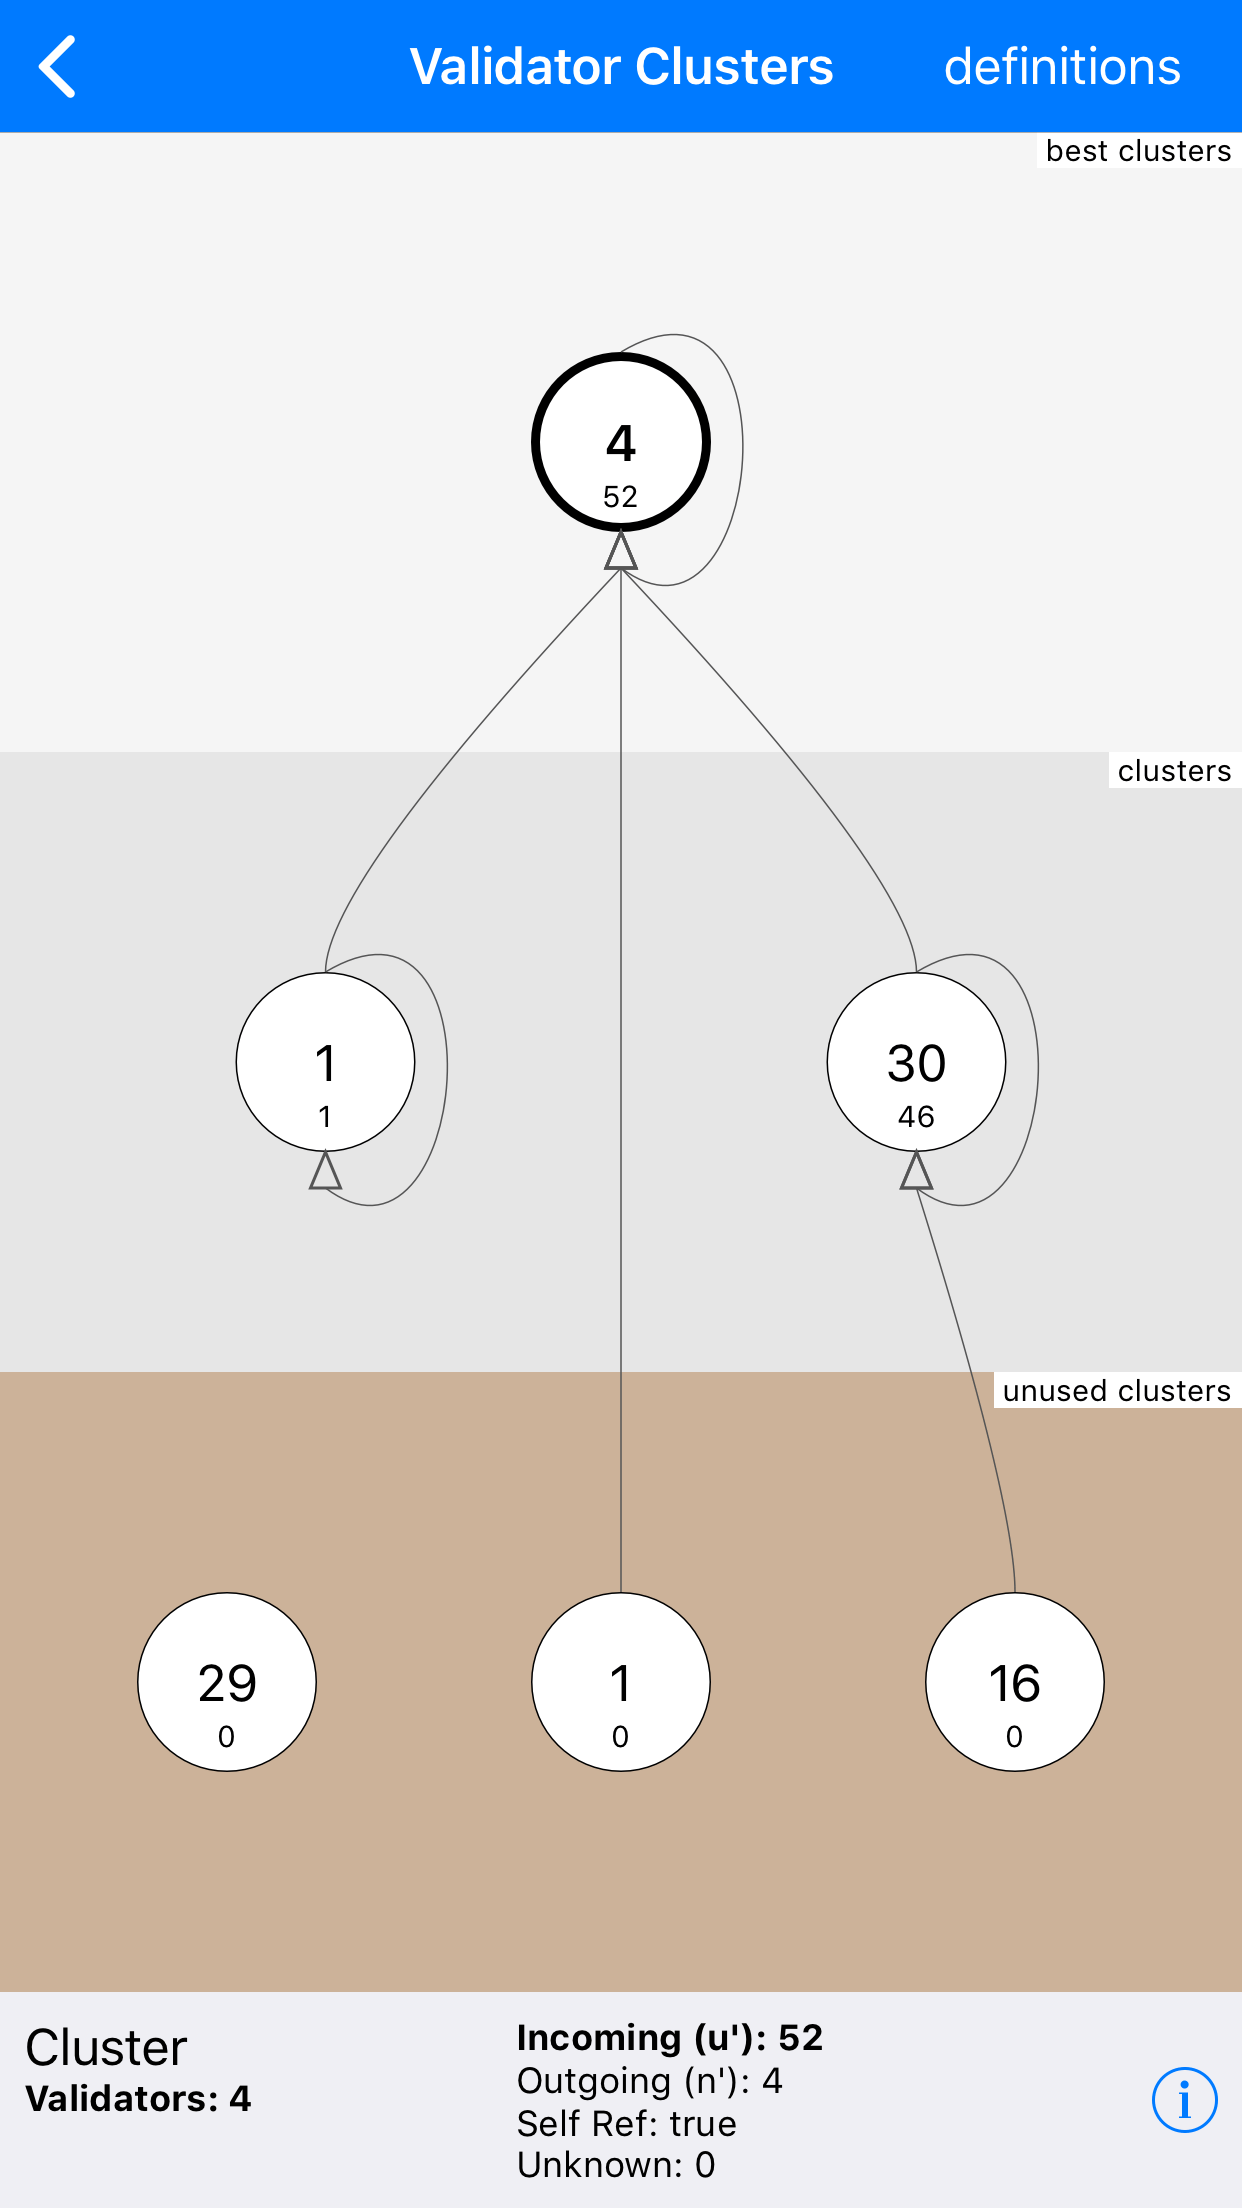 Validator Clusters
definitions
best clusters
4
52
clusters
1
1
30
46
unused clusters
29
0
1
0
16
0
Cluster
Validators: 4
Incoming (u'): 52
Outgoing (n'): 4
Self Ref: true
Unknown: 0
i